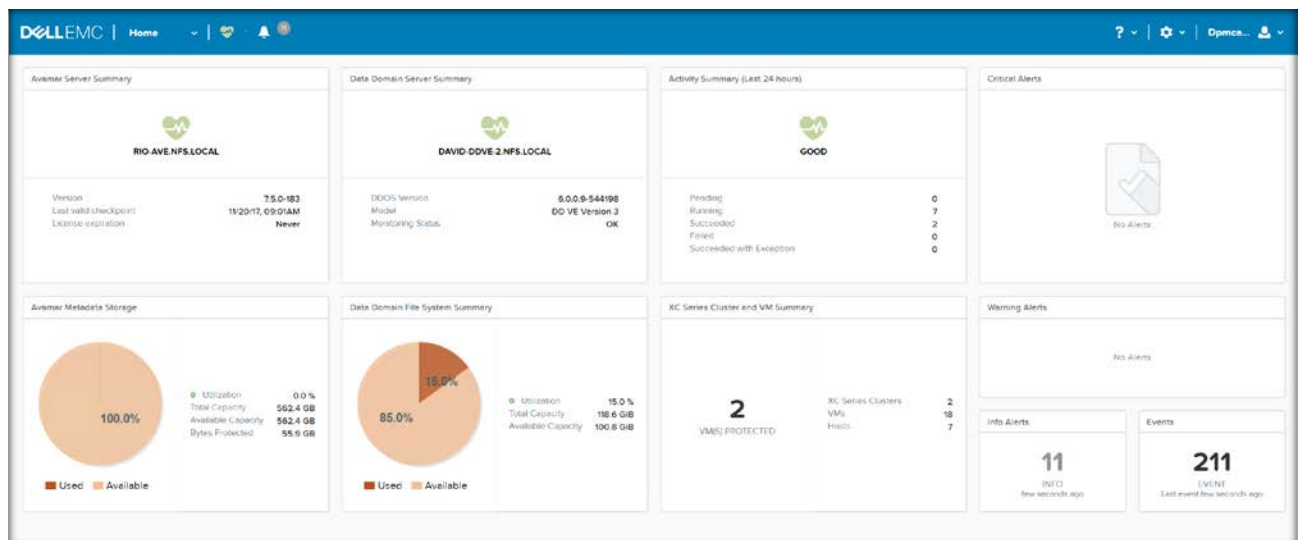 DELLEMC | Home
? | Dpmca...
Avamar Server Summary
RIO-AVE.NFS.LOCAL
Version 7.5.0-183
Last valid checkpoint 11/20/17, 09:01AM
License expiration Never
Data Domain Server Summary
DAVID-DDVE-2.NFS.LOCAL
DDOS Version 6.0.0.9-544198
Model DD VE Version 3
Monitoring Status OK
Activity Summary (Last 24 hours)
GOOD
Pending 0
Running 7
Succeeded 2
Failed 0
Succeeded with Exception 0
Critical Alerts
No Alerts
Avamar Metadata Storage
100.0%
Used Available
Utilization 0.0 %
Total Capacity 562.4 GB
Available Capacity 562.4 GB
Bytes Protected 55.9 GB
Data Domain File System Summary
15.0%
85.0%
Used Available
Utilization 15.0 %
Total Capacity 118.6 GiB
Available Capacity 100.8 GiB
XC Series Cluster and VM Summary
2
VM(S) PROTECTED
XC Series Clusters 2
VMs 18
Hosts 7
Warning Alerts
No Alerts
Info Alerts
11
INFO
few seconds ago
Events
211
EVENT
Last event few seconds ago